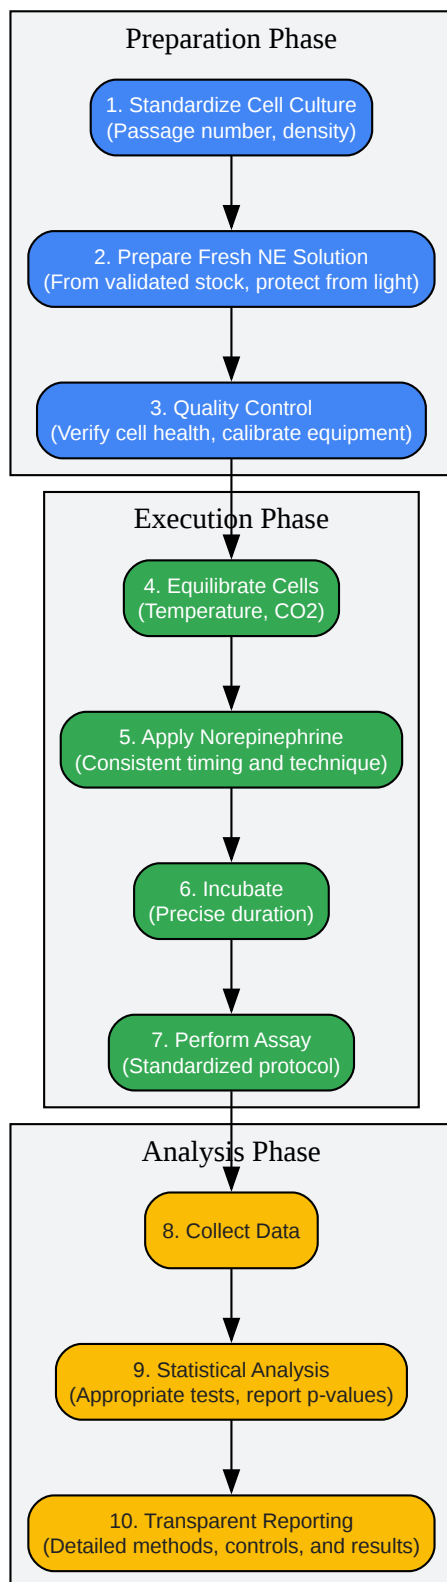 Preparation Phase
1. Standardize Cell Culture
(Passage number, density)
2. Prepare Fresh NE Solution
(From validated stock, protect from light)
3. Quality Control
(Verify cell health, calibrate equipment)
Execution Phase
4. Equilibrate Cells
(Temperature, CO2)
5. Apply Norepinephrine
(Consistent timing and technique)
6. Incubate
(Precise duration)
7. Perform Assay
(Standardized protocol)
Analysis Phase
8. Collect Data
9. Statistical Analysis
(Appropriate tests, report p-values)
10. Transparent Reporting
(Detailed methods, controls, and results)